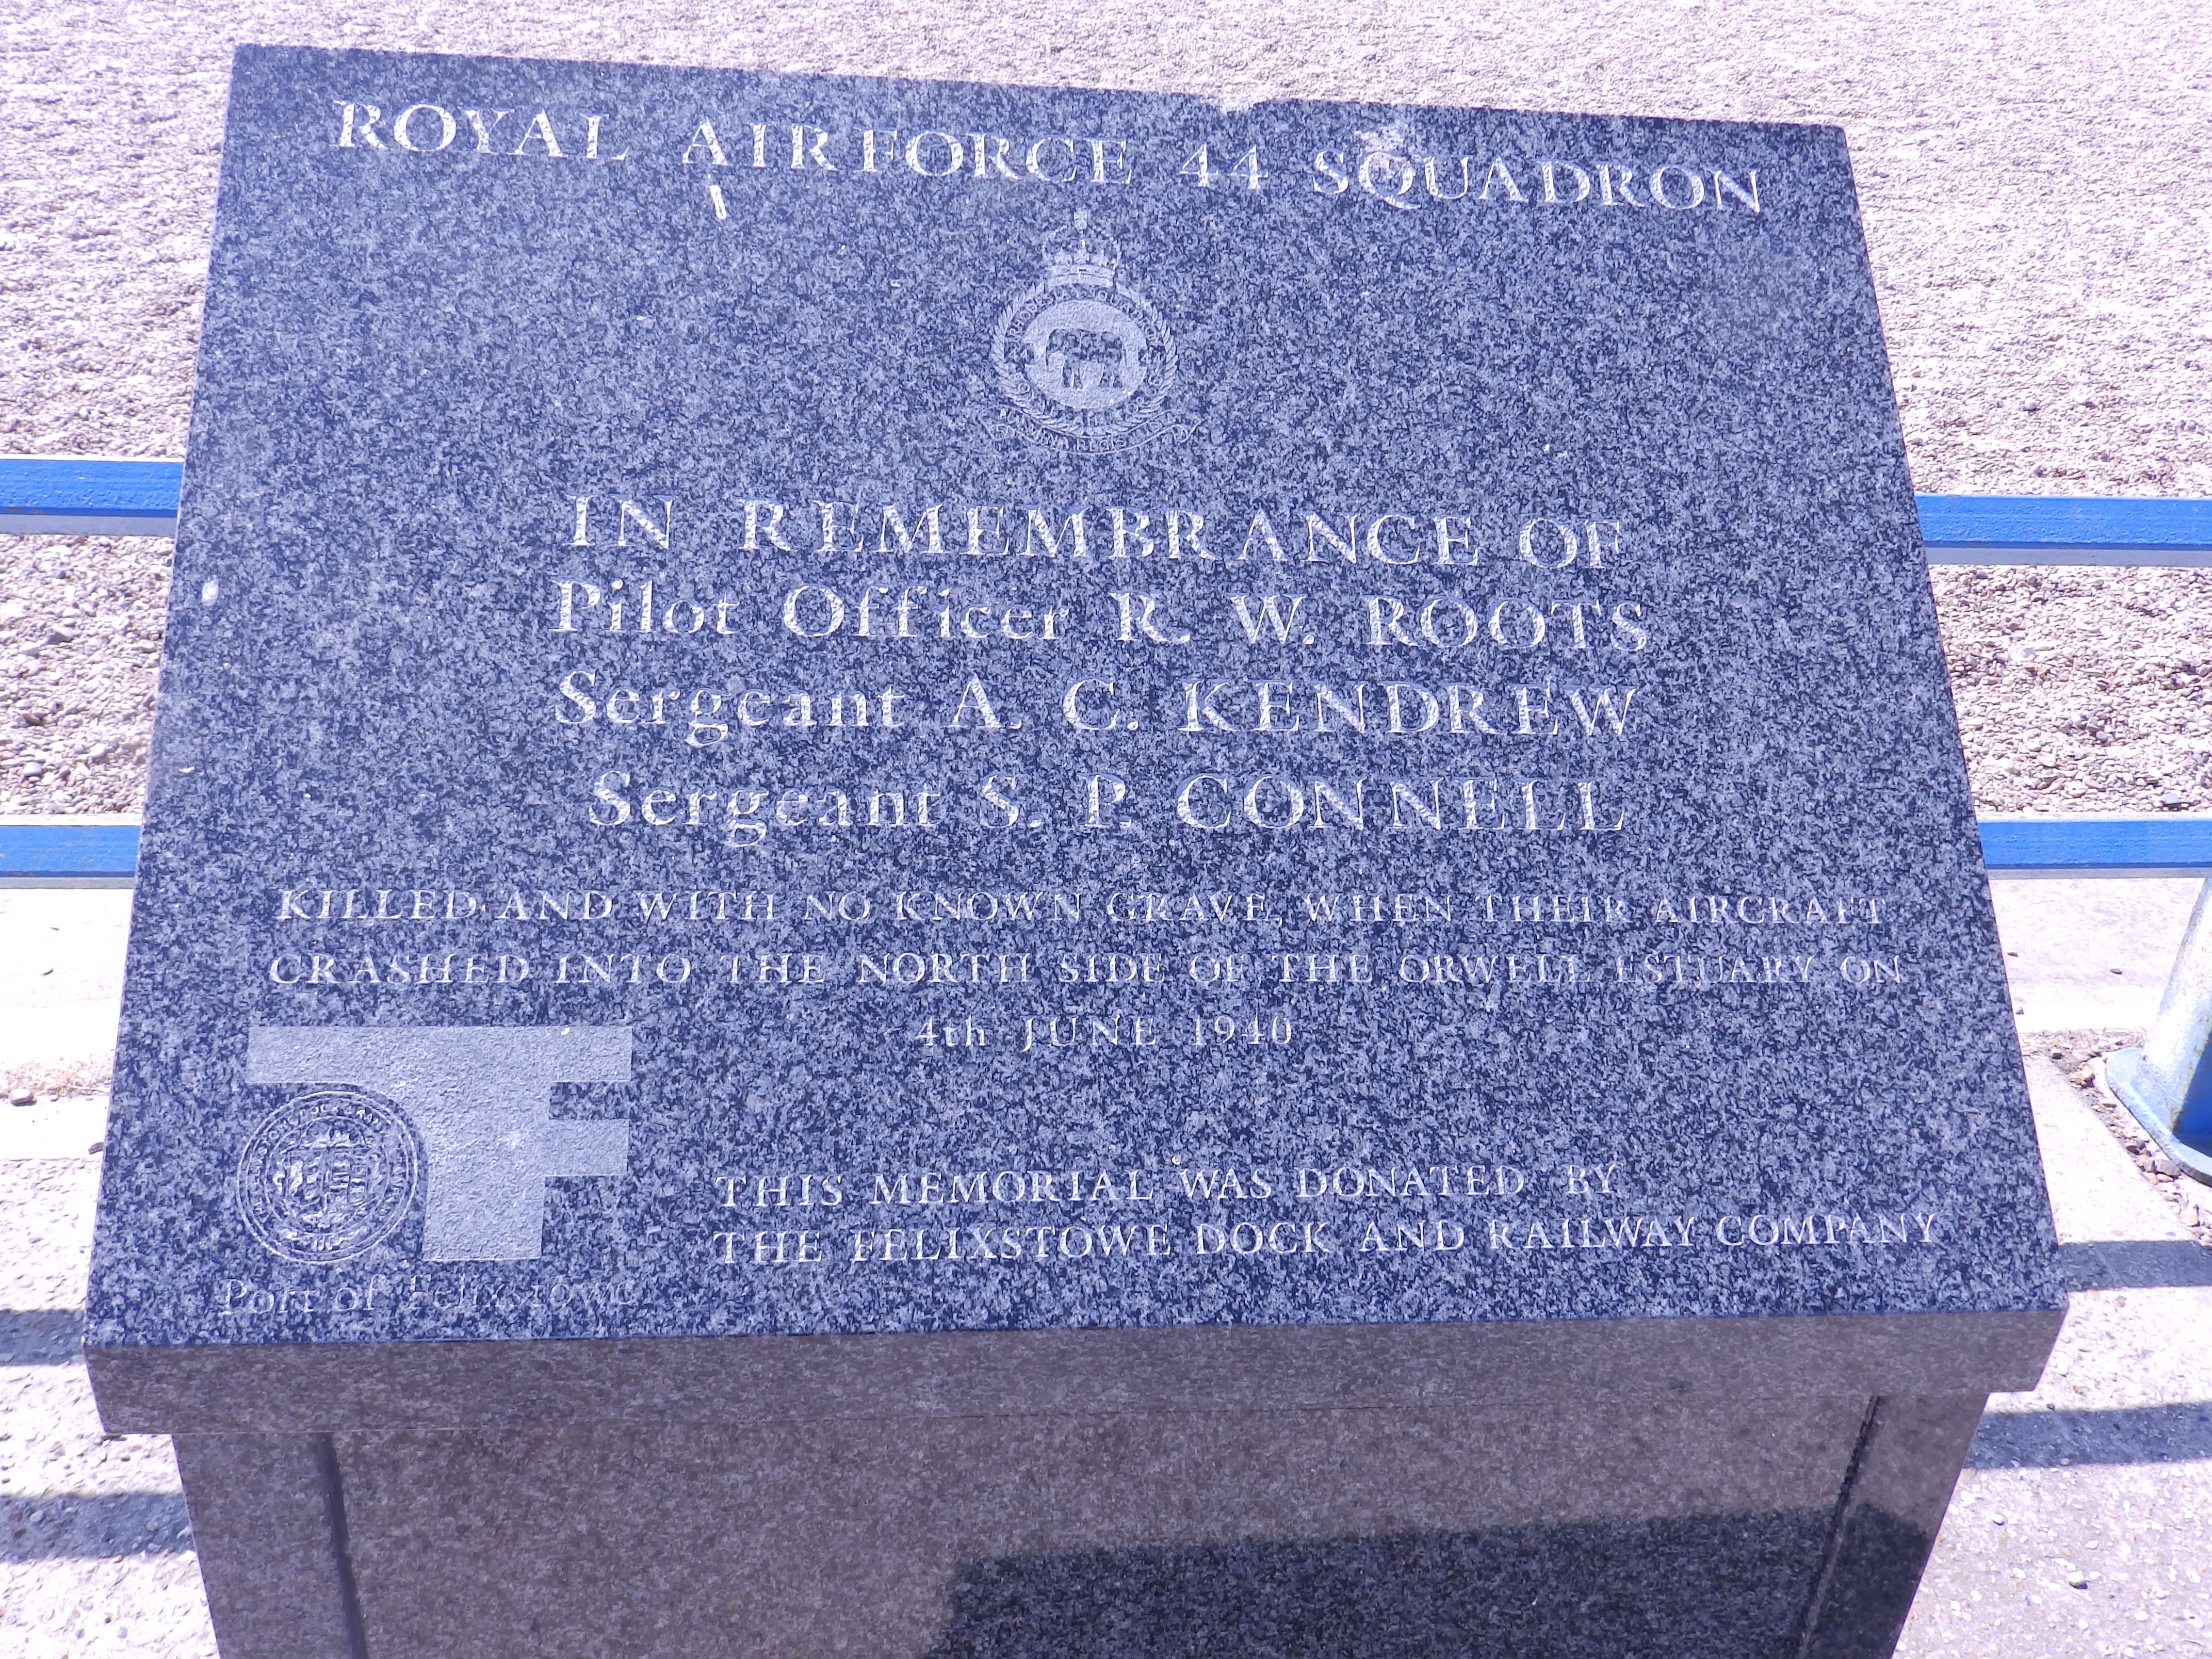 ROYAL AIR FORCE 44 SQUADRON
IN REMEMBRANCE OF
Pilot Officer R. W. ROOTS
Sergeant A. C. KENDREW
Sergeant S. P. CONNELL
KILLED AND WITH NO KNOWN GRAVE, WHEN THEIR AIRCRAFT
CRASHED INTO THE NORTH SIDE OF THE ORWELL ESTUARY ON
4th JUNE 1940
THIS MEMORIAL WAS DONATED BY
THE FELIXSTOWE DOCK AND RAILWAY COMPANY
Port of Felixstowe